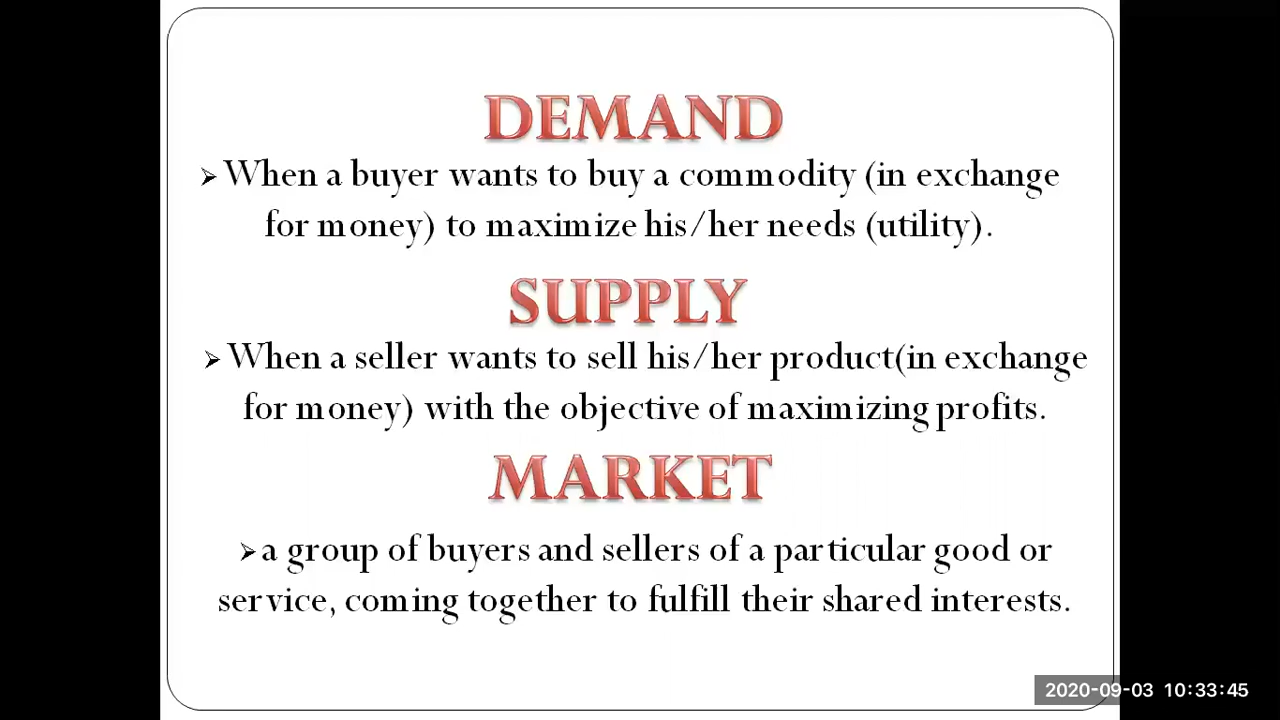 DEMAND
➢When a buyer wants to buy a commodity (in exchange
for money) to maximize his/her needs (utility).
SUPPLY
➢When a seller wants to sell his/her product(in exchange
for money) with the objective of maximizing profits.
MARKET
➢a group of buyers and sellers of a particular good or
service, coming together to fulfill their shared interests.
2020-09-03 10:33:45